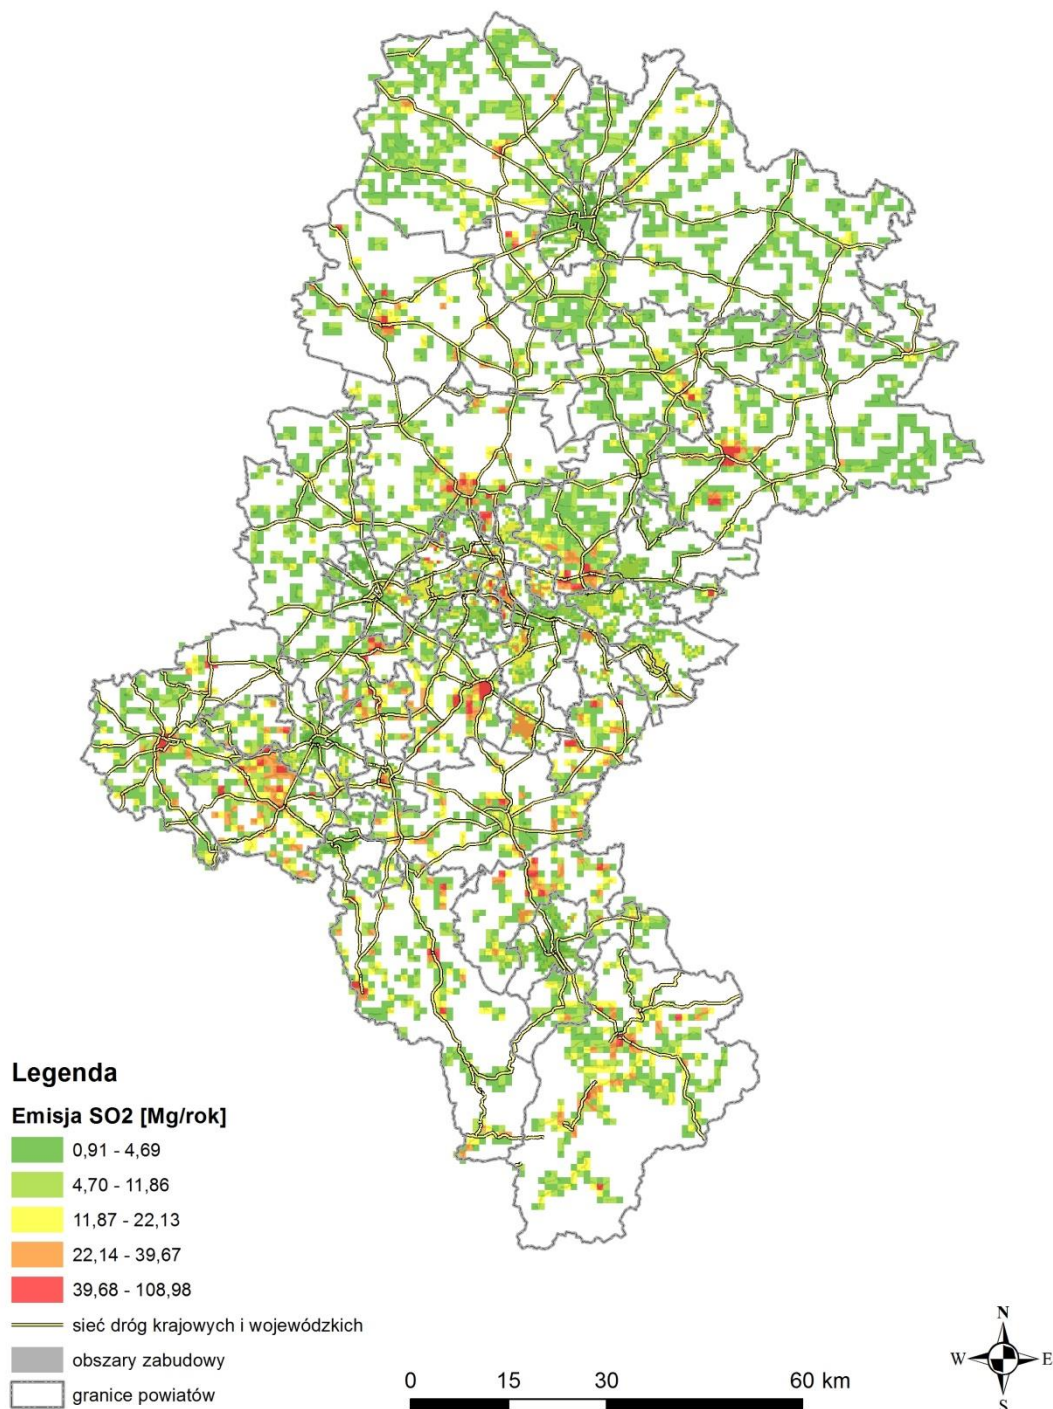 Legenda
Emisja SO2 [Mg/rok]
0,91 - 4,69
4,70 - 11,86
11,87 - 22,13
22,14 - 39,67
39,68 - 108,98
sieć dróg krajowych i wojewódzkich
obszary zabudowy
granice powiatów
0 15 30 60 km
N
W E
S